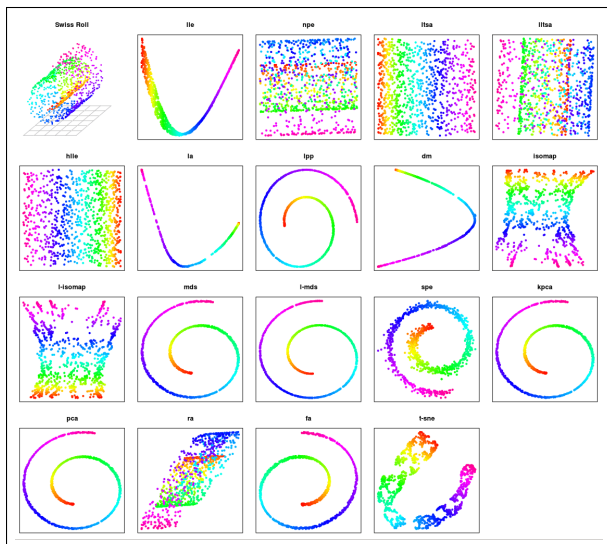 Swiss Roll
lle
npe
ltsa
lltsa
hlle
la
lpp
dm
isomap
l-isomap
mds
l-mds
spe
kpca
pca
ra
fa
t-sne